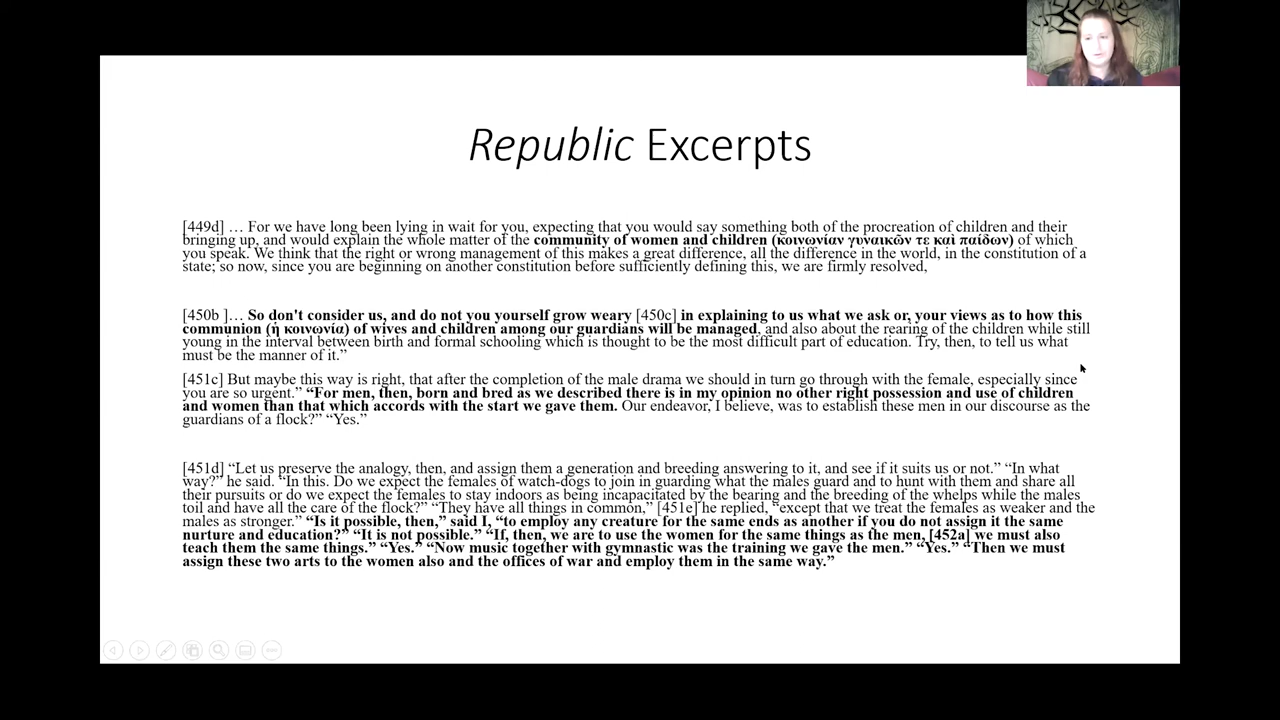 Republic Excerpts
[449d] … For we have long been lying in wait for you, expecting that you would say something both of the procreation of children and their
bringing up, and would explain the whole matter of the community of women and children (κοινωνίαν γυναικῶν τε καὶ παίδων) of which
you speak. We think that the right or wrong management of this makes a great difference, all the difference in the world, in the constitution of a
state; so now, since you are beginning on another constitution before sufficiently defining this, we are firmly resolved,
[450b ]… So don't consider us, and do not you yourself grow weary [450c] in explaining to us what we ask or, your views as to how this
communion (ἡ κοινωνία) of wives and children among our guardians will be managed, and also about the rearing of the children while still
young in the interval between birth and formal schooling which is thought to be the most difficult part of education. Try, then, to tell us what
must be the manner of it.”
[451c] But maybe this way is right, that after the completion of the male drama we should in turn go through with the female, especially since
you are so urgent.” “For men, then, born and bred as we described there is in my opinion no other right possession and use of children
and women than that which accords with the start we gave them. Our endeavor, I believe, was to establish these men in our discourse as the
guardians of a flock?” “Yes.”
[451d] “Let us preserve the analogy, then, and assign them a generation and breeding answering to it, and see if it suits us or not.” “In what
way?” he said. “In this. Do we expect the females of watch-dogs to join in guarding what the males guard and to hunt with them and share all
their pursuits or do we expect the females to stay indoors as being incapacitated by the bearing and the breeding of the whelps while the males
toil and have all the care of the flock?” “They have all things in common,” [451e] he replied, “except that we treat the females as weaker and the
males as stronger.” “Is it possible, then,” said I, “to employ any creature for the same ends as another if you do not assign it the same
nurture and education?” “It is not possible.” “If, then, we are to use the women for the same things as the men, [452a] we must also
teach them the same things.” “Yes.” “Now music together with gymnastic was the training we gave the men.” “Yes.” “Then we must
assign these two arts to the women also and the offices of war and employ them in the same way.”